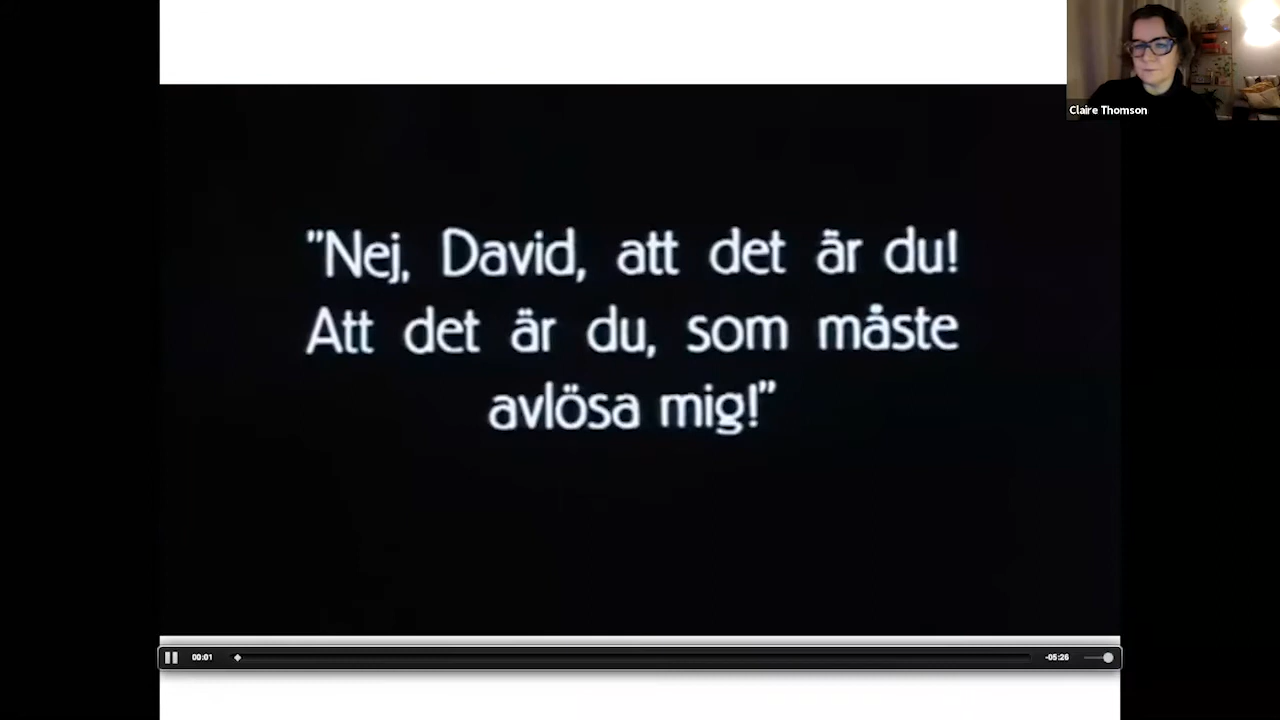 Claire Thomson
"Nej, David, att det är du!
Att det är du, som måste
avlösa mig!"
00:01
-05:26